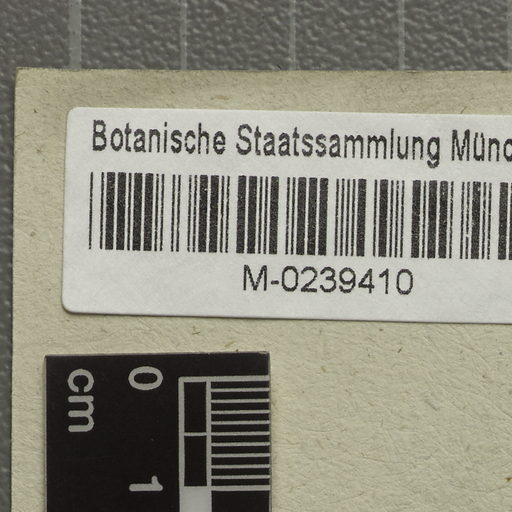 Botanische Staatssammlung Münc
M-0239410
0
cm
1